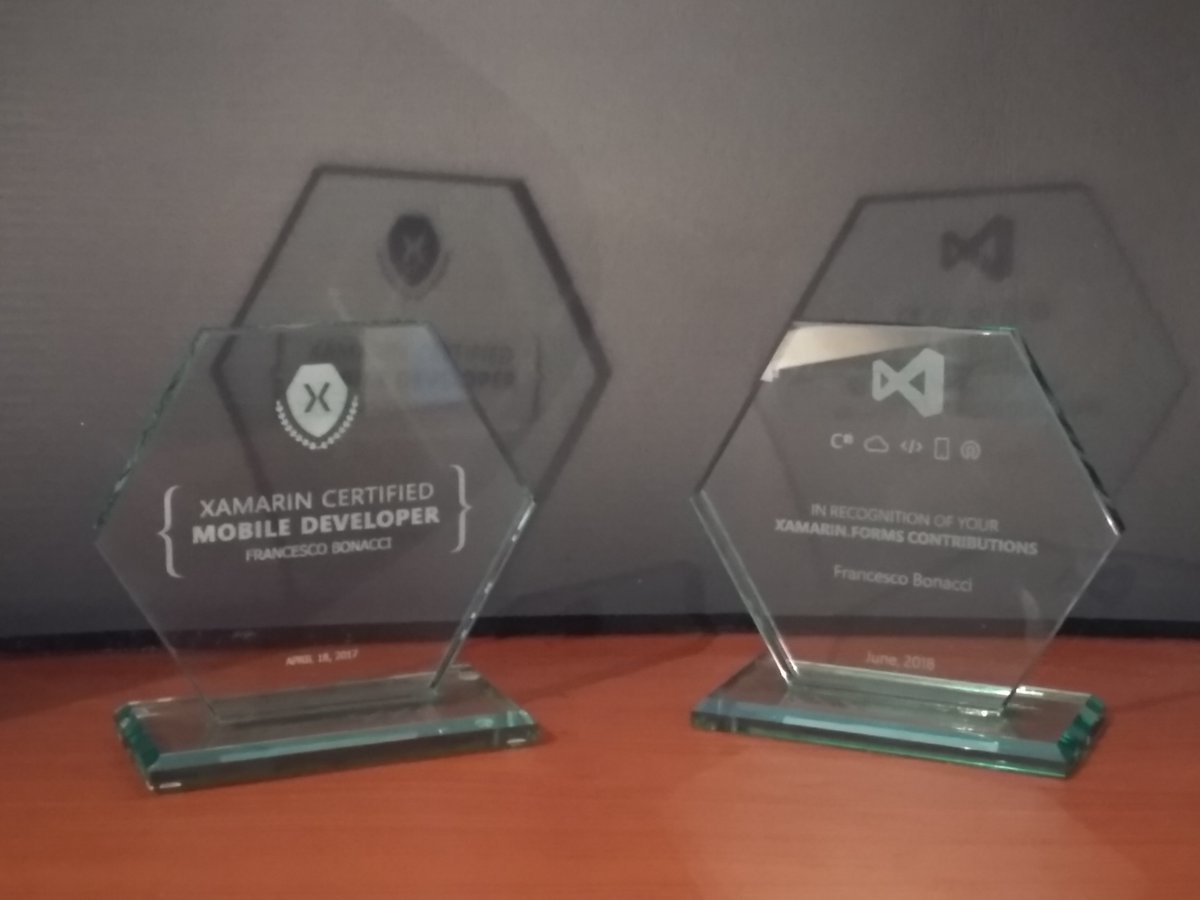 X
XAMARIN CERTIFIED
MOBILE DEVELOPER
FRANCESCO BONACCI
APRIL 18, 2017
C#
</>
IN RECOGNITION OF YOUR
XAMARIN.FORMS CONTRIBUTIONS
Francesco Bonacci
June, 2018